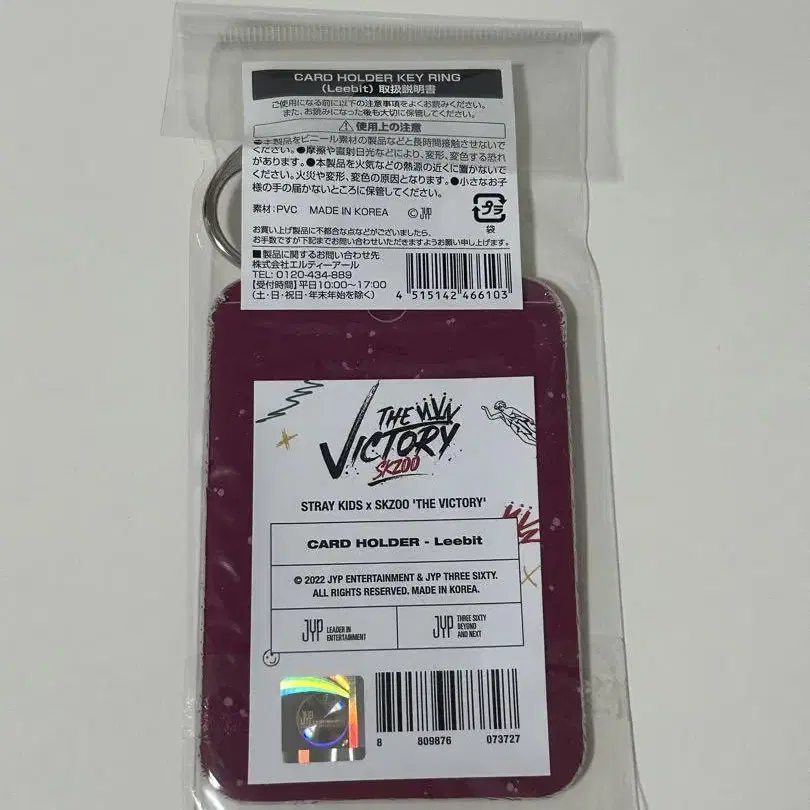 CARD HOLDER KEY RING
(Leebit) 取扱説明書
ご使用になる前に以下の注意事項をよくお読みください。
また、お読みになった後も大切に保管してください。
⚠ 使用上の注意
●本製品をビニール素材の製品などと長時間接触させないで
ください。●摩擦や直射日光などにより、変形、変色する恐れ
があります。●本製品を火気などの熱源の近くに置かないで
ください。火災や変形、変色の原因となります。●小さなお子
様の手の届かないところに保管してください。
素材:PVC MADE IN KOREA © JYP
プラ
袋
お買い上げ製品に不都合な点などがございましたら、
お手数ですが下記までお問い合わせいただきますようお願い申し上げます。
■製品に関するお問い合わせ先
株式会社エルティーアール
TEL: 0120-434-889
【受付時間】平日10:00〜17:00
(土・日・祝日・年末年始を除く)
4 515142 466103
THE
VICTORY
SKZOO
STRAY KIDS x SKZOO 'THE VICTORY'
CARD HOLDER - Leebit
© 2022 JYP ENTERTAINMENT & JYP THREE SIXTY.
ALL RIGHTS RESERVED. MADE IN KOREA.
JYP LEADER IN
ENTERTAINMENT
JYP THREE SIXTY
BEYOND
AND NEXT
8 809876 073727